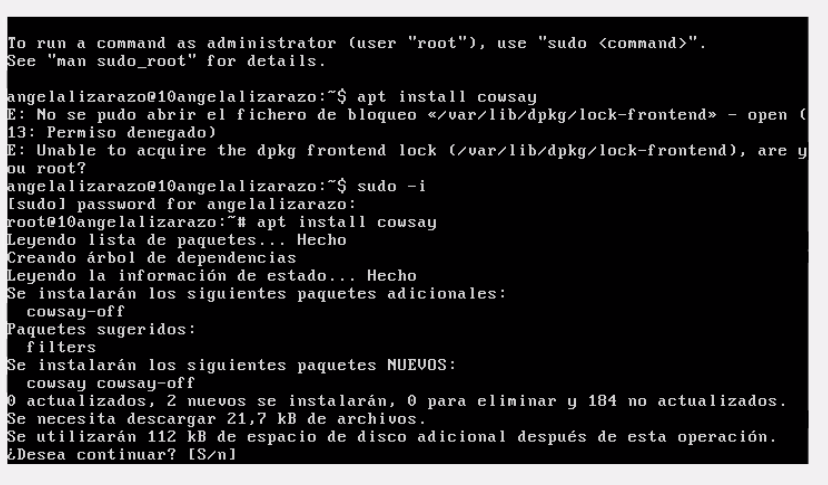 To run a command as administrator (user "root"), use "sudo <command>".
See "man sudo_root" for details.
angelalizarazo@10angelalizarazo:~$ apt install cowsay
E: No se pudo abrir el fichero de bloqueo «/var/lib/dpkg/lock-frontend» - open (
13: Permiso denegado)
E: Unable to acquire the dpkg frontend lock (/var/lib/dpkg/lock-frontend), are y
ou root?
angelalizarazo@10angelalizarazo:~$ sudo -i
[sudo] password for angelalizarazo:
root@10angelalizarazo:~# apt install cowsay
Leyendo lista de paquetes... Hecho
Creando árbol de dependencias
Leyendo la información de estado... Hecho
Se instalarán los siguientes paquetes adicionales:
  cowsay-off
Paquetes sugeridos:
  filters
Se instalarán los siguientes paquetes NUEVOS:
  cowsay cowsay-off
0 actualizados, 2 nuevos se instalarán, 0 para eliminar y 184 no actualizados.
Se necesita descargar 21,7 kB de archivos.
Se utilizarán 112 kB de espacio de disco adicional después de esta operación.
¿Desea continuar? [S/n]